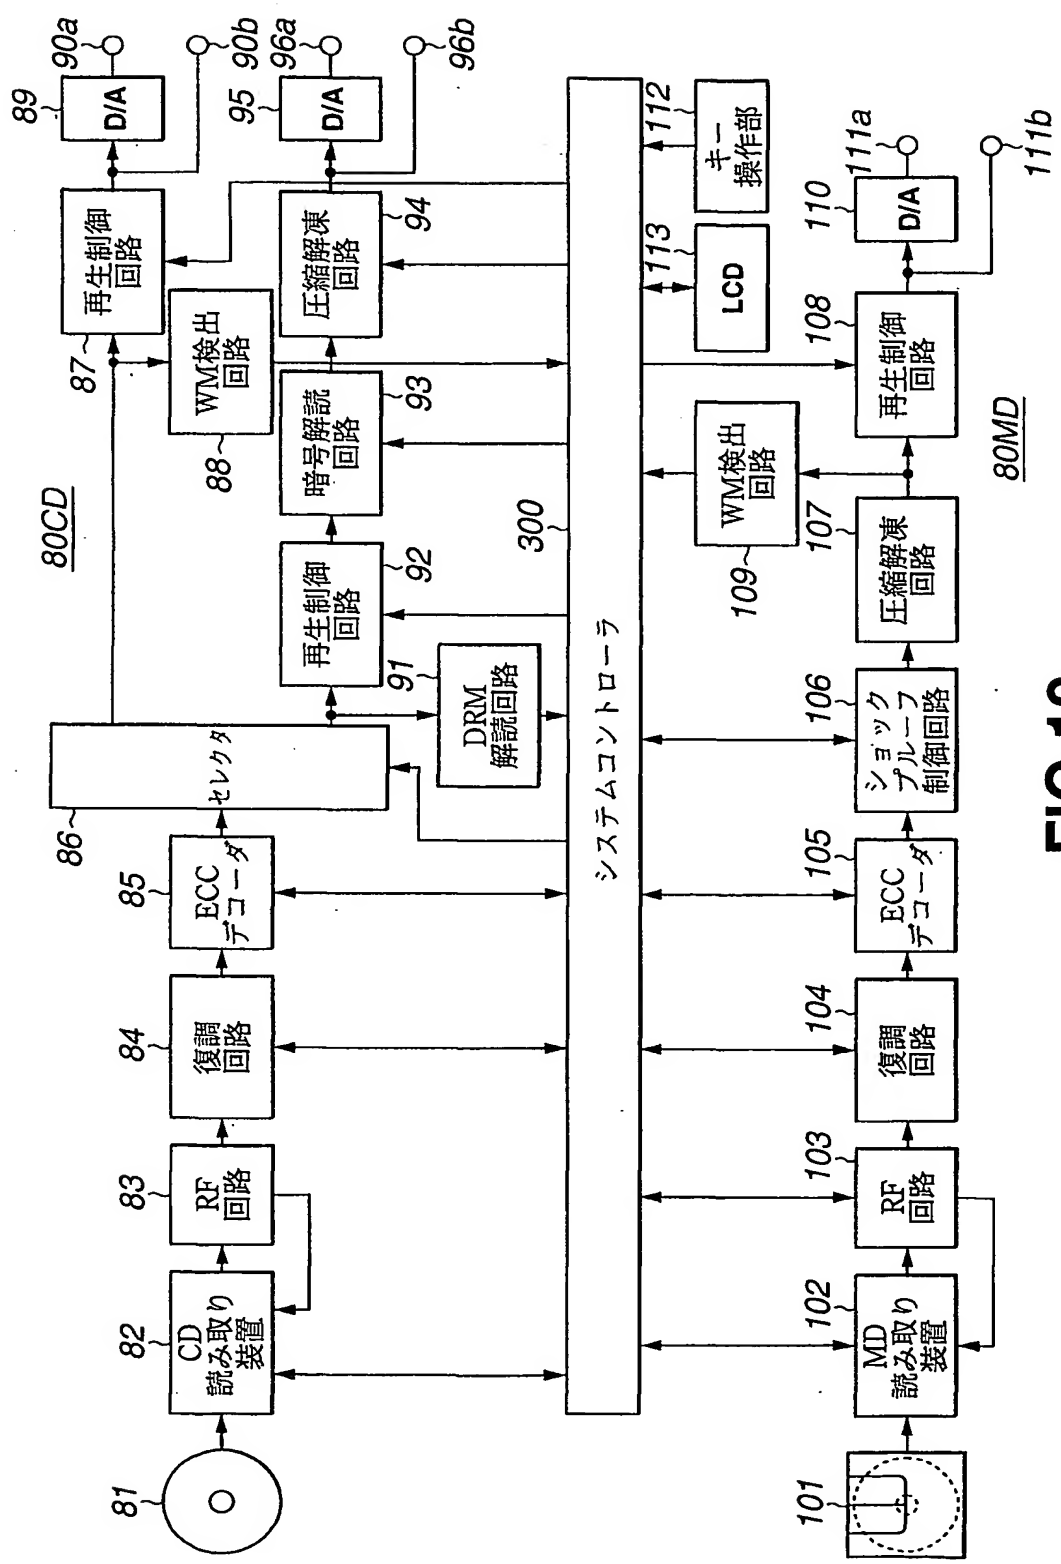 80CD
81
82
CD
読み取り
装置
83
RF
回路
84
復調
回路
85
ECC
デコーダ
86
セレクタ
87
再生制御
回路
88
WM検出
回路
89
D/A
90a
90b
91
DRM
解読回路
92
再生制御
回路
93
暗号解読
回路
94
圧縮解凍
回路
95
D/A
96a
96b
300
システムコントローラ
109
WM検出
回路
113
LCD
112
キー
操作部
101
102
MD
読み取り
装置
103
RF
回路
104
復調
回路
105
ECC
デコーダ
106
ショック
プルーフ
制御回路
107
圧縮解凍
回路
108
再生制御
回路
110
D/A
111a
111b
80MD